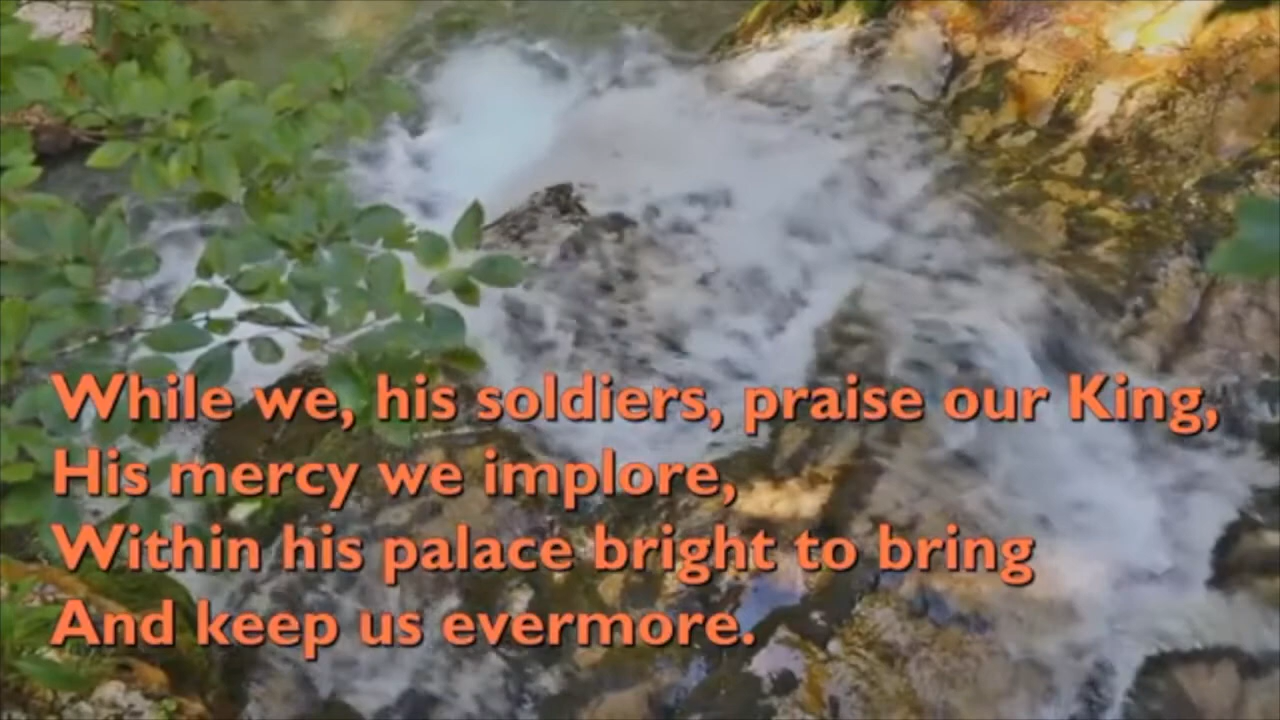 While we, his soldiers, praise our King,
His mercy we implore,
Within his palace bright to bring
And keep us evermore.